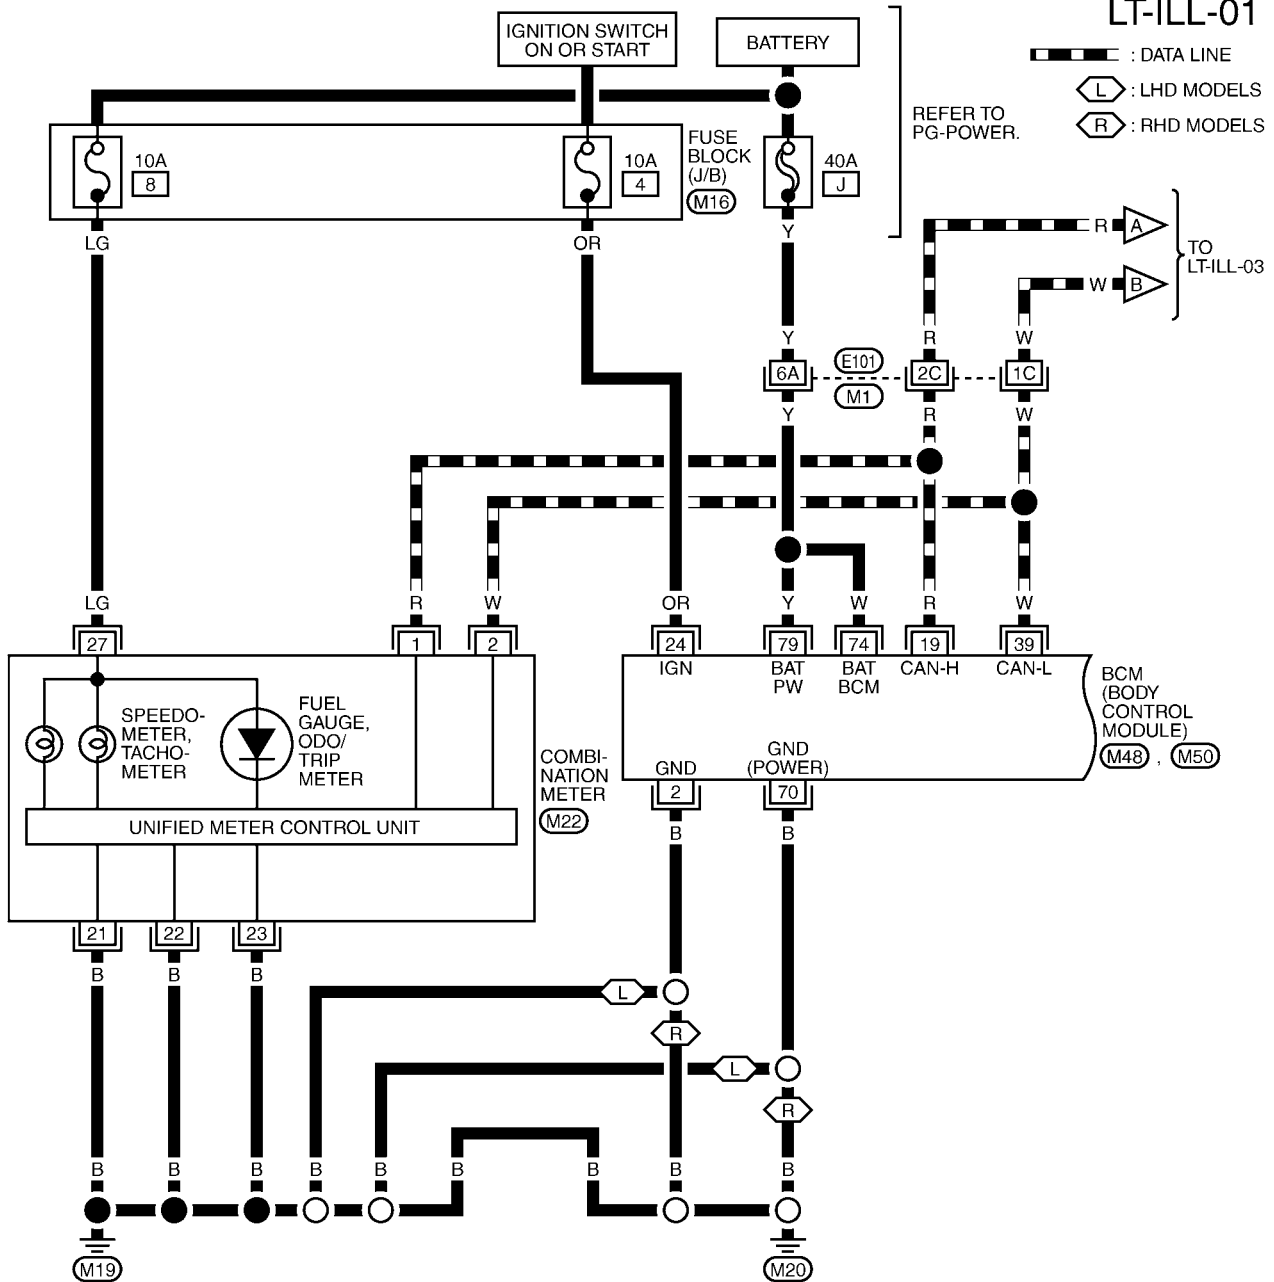 LT-ILL-01
IGNITION SWITCH
ON OR START
BATTERY
: DATA LINE
L : LHD MODELS
R : RHD MODELS
REFER TO
PG-POWER.
10A
8
10A
4
FUSE
BLOCK
(J/B)
M16
40A
J
LG
OR
Y
R A
W B
TO
LT-ILL-03
Y
R
W
6A
E101
M1
2C
1C
Y
R
W
LG
R
W
OR
Y
W
R
W
27
1
2
24
79
74
19
39
IGN
BAT
PW
BAT
BCM
CAN-H
CAN-L
BCM
(BODY
CONTROL
MODULE)
M48 , M50
SPEEDO-
METER,
TACHO-
METER
FUEL
GAUGE,
ODO/
TRIP
METER
COMBI-
NATION
METER
M22
GND
GND
(POWER)
2
70
UNIFIED METER CONTROL UNIT
B
B
21
22
23
B
B
B
L
R
L
R
B
B
B
B
B
B
B
B
B
M19
M20